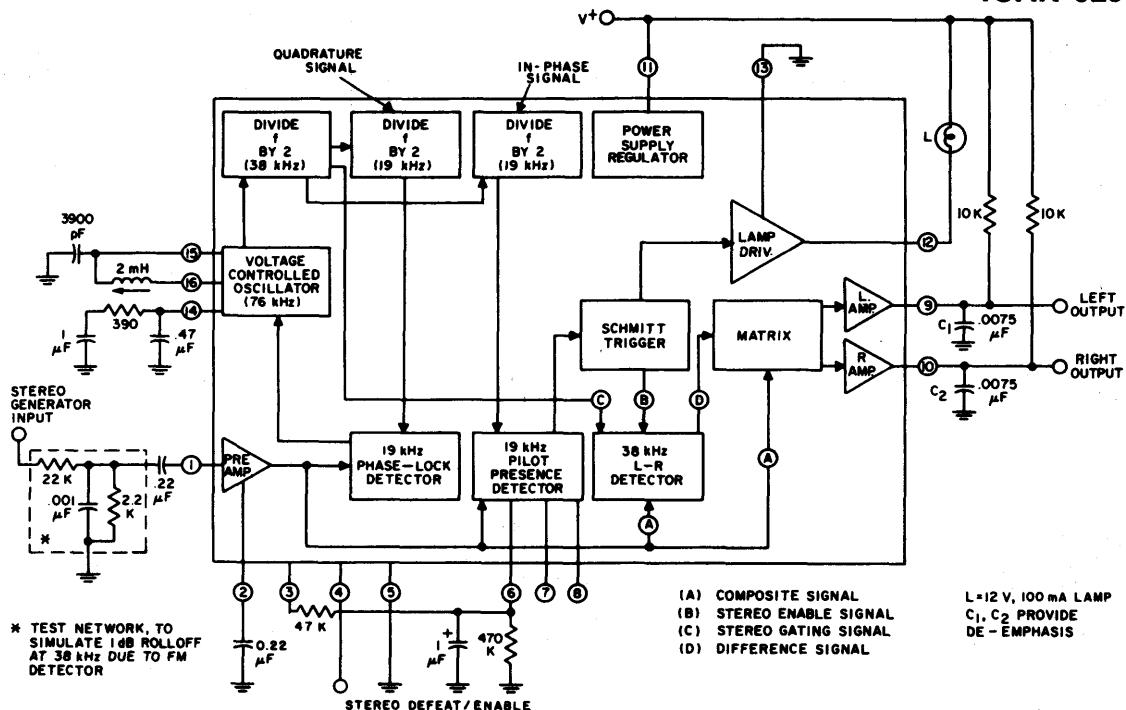 V+
QUADRATURE
SIGNAL
IN-PHASE
SIGNAL
11
13
DIVIDE
f
BY 2
(38 kHz)
DIVIDE
f
BY 2
(19 kHz)
DIVIDE
f
BY 2
(19 kHz)
POWER
SUPPLY
REGULATOR
L
10K
10K
3900
pF
15
2 mH
16
14
390
1
μF
.47
μF
VOLTAGE
CONTROLLED
OSCILLATOR
(76 kHz)
LAMP
DRIV.
12
SCHMITT
TRIGGER
MATRIX
L.
AMP.
9
C1
.0075
μF
LEFT
OUTPUT
R
AMP.
10
C2
.0075
μF
RIGHT
OUTPUT
STEREO
GENERATOR
INPUT
22 K
.001
μF
2.2
K
*
.22
μF
1
PRE
AMP.
19 kHz
PHASE-LOCK
DETECTOR
19 kHz
PILOT
PRESENCE
DETECTOR
C
B
D
38 kHz
L-R
DETECTOR
A
A
2
3
4
5
6
7
8
0.22
μF
47 K
+
1
μF
470
K
STEREO DEFEAT/ENABLE
* TEST NETWORK, TO
SIMULATE 1dB ROLLOFF
AT 38 kHz DUE TO FM
DETECTOR
(A) COMPOSITE SIGNAL
(B) STEREO ENABLE SIGNAL
(C) STEREO GATING SIGNAL
(D) DIFFERENCE SIGNAL
L=12 V, 100 mA LAMP
C1, C2 PROVIDE
DE-EMPHASIS